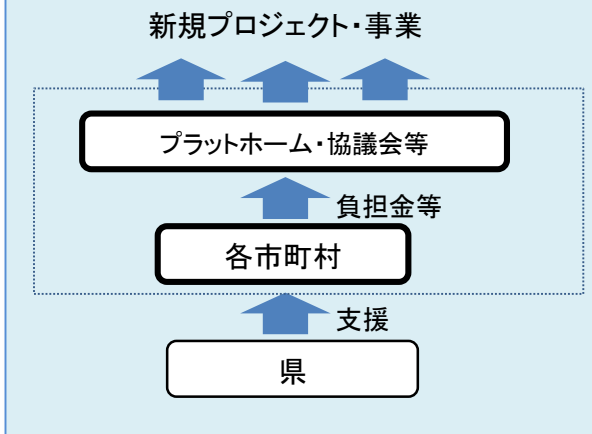 新規プロジェクト・事業
プラットホーム・協議会等
負担金等
各市町村
支援
県